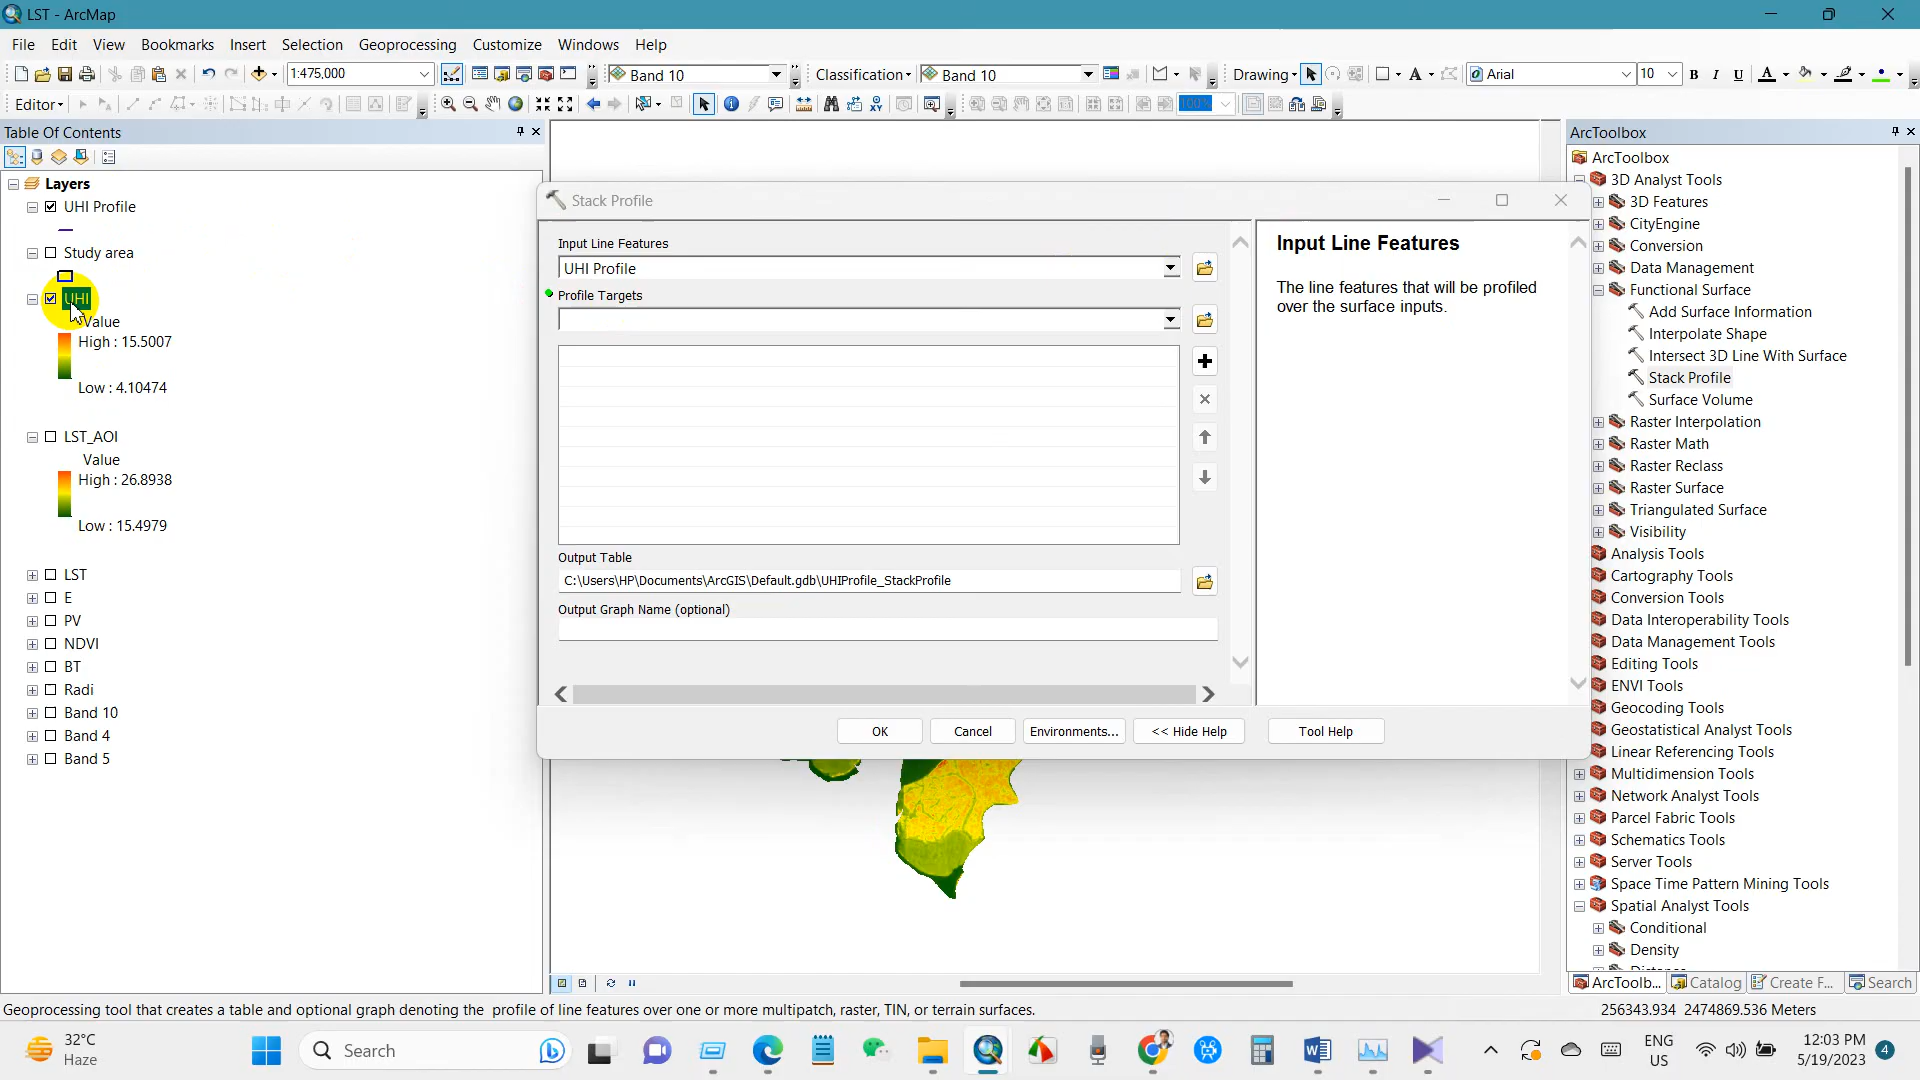 LST - ArcMap
File Edit View Bookmarks Insert Selection Geoprocessing Customize Windows Help
1:475,000 Band 10 Classification Band 10 Drawing Arial 10 B I U A
Editor 100%
Table Of Contents
Layers
UHI Profile
Study area
UHI
Value
High : 15.5007
Low : 4.10474
LST_AOI
Value
High : 26.8938
Low : 15.4979
LST
E
PV
NDVI
BT
Radi
Band 10
Band 4
Band 5
Stack Profile
Input Line Features
UHI Profile
Profile Targets
Output Table
C:\Users\HP\Documents\ArcGIS\Default.gdb\UHIProfile_StackProfile
Output Graph Name (optional)
OK Cancel Environments... << Hide Help Tool Help
Input Line Features
The line features that will be profiled
over the surface inputs.
ArcToolbox
ArcToolbox
3D Analyst Tools
3D Features
CityEngine
Conversion
Data Management
Functional Surface
Add Surface Information
Interpolate Shape
Intersect 3D Line With Surface
Stack Profile
Surface Volume
Raster Interpolation
Raster Math
Raster Reclass
Raster Surface
Triangulated Surface
Visibility
Analysis Tools
Cartography Tools
Conversion Tools
Data Interoperability Tools
Data Management Tools
Editing Tools
ENVI Tools
Geocoding Tools
Geostatistical Analyst Tools
Linear Referencing Tools
Multidimension Tools
Network Analyst Tools
Parcel Fabric Tools
Schematics Tools
Server Tools
Space Time Pattern Mining Tools
Spatial Analyst Tools
Conditional
Density
ArcToolb... Catalog Create F... Search
Geoprocessing tool that creates a table and optional graph denoting the profile of line features over one or more multipatch, raster, TIN, or terrain surfaces.
256343.934 2474869.536 Meters
32°C
Haze
Search
ENG
US
12:03 PM
5/19/2023
4